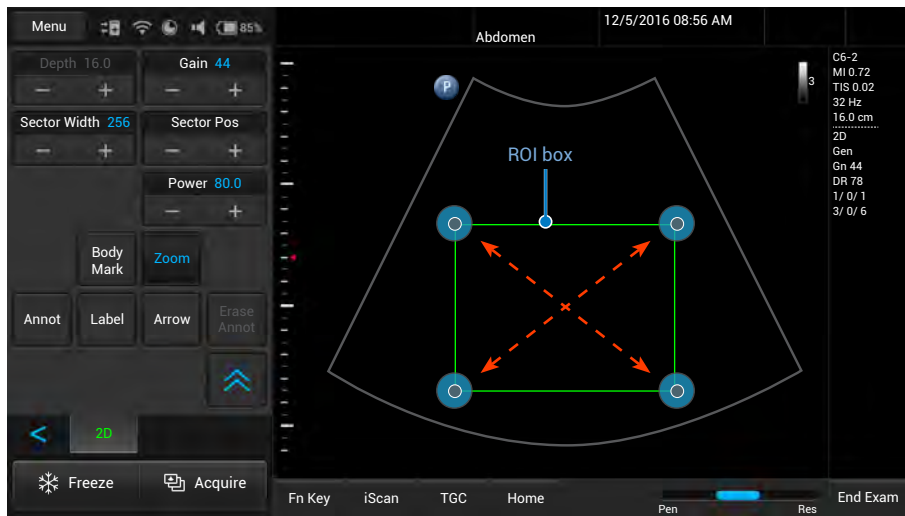 Menu
85%
Abdomen
12/5/2016 08:56 AM
Depth 16.0
Gain 44
Sector Width 256
Sector Pos
Power 80.0
Body
Mark
Zoom
Annot
Label
Arrow
Erase
Annot
<
2D
Freeze
Acquire
P
ROI box
3
C6-2
MI 0.72
TIS 0.02
32 Hz
16.0 cm
2D
Gen
Gn 44
DR 78
1/ 0/ 1
3/ 0/ 6
Fn Key
iScan
TGC
Home
Pen
Res
End Exam